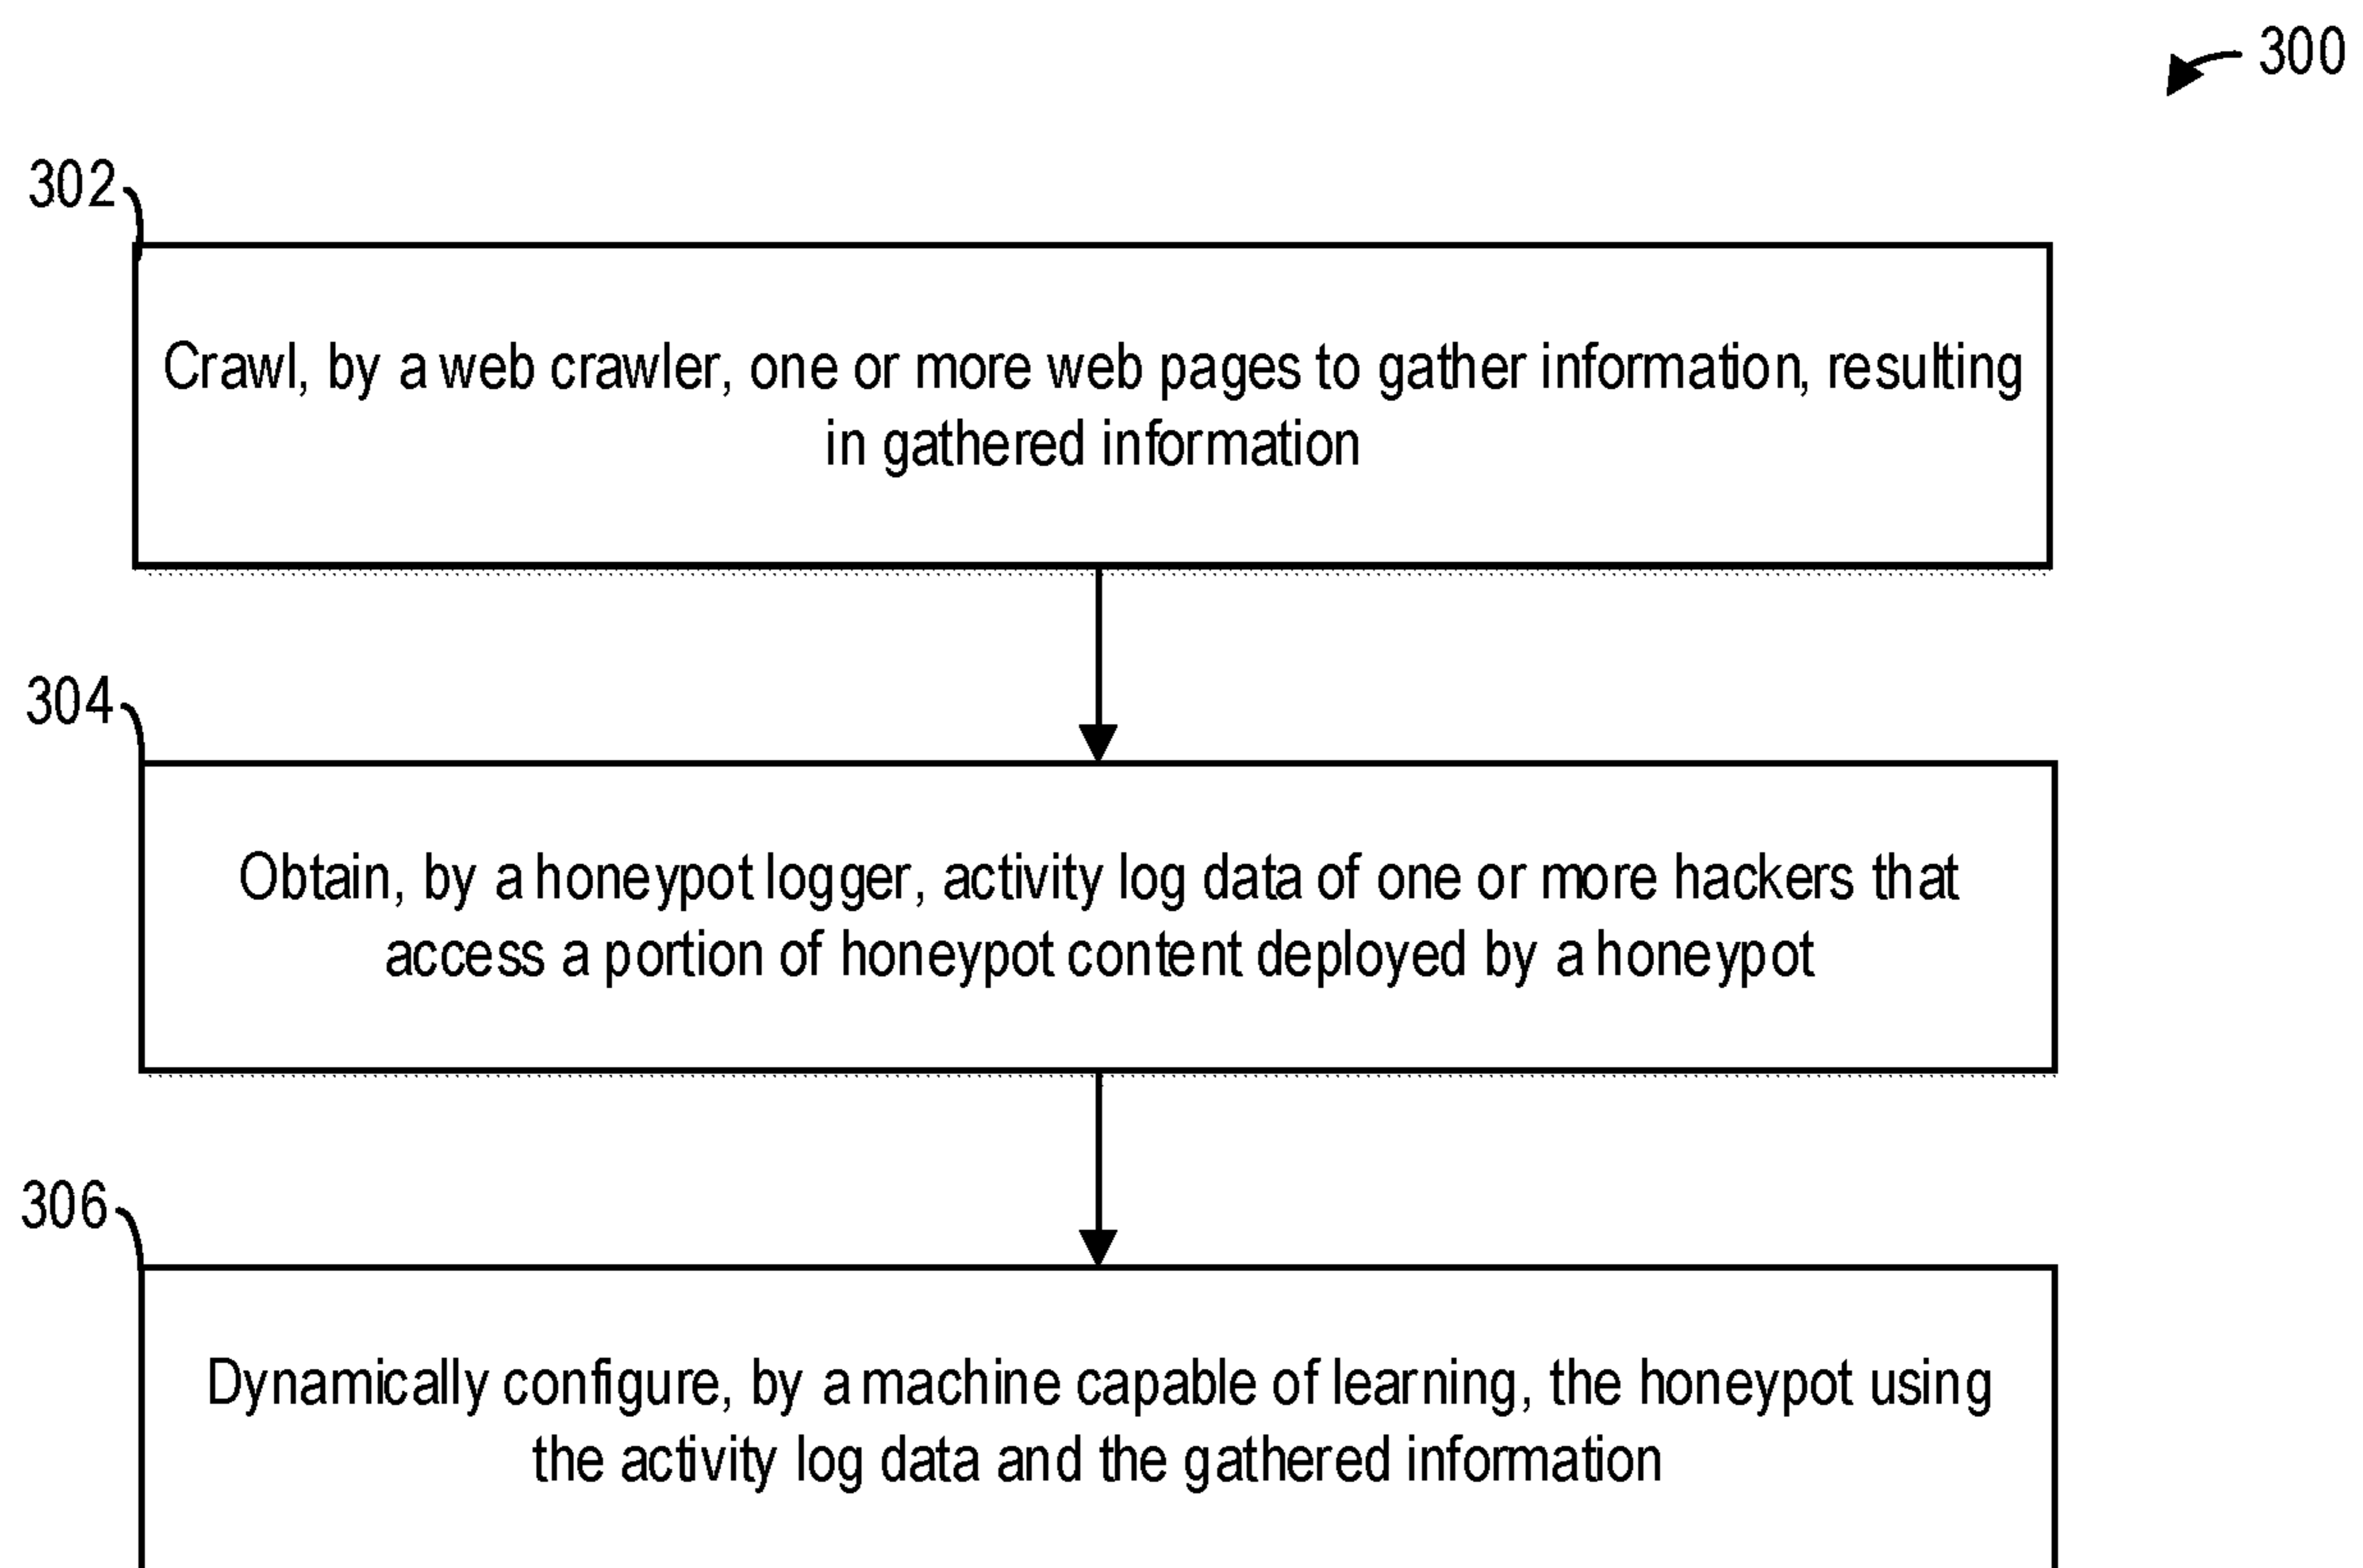 300
302
Crawl, by a web crawler, one or more web pages to gather information, resulting
in gathered information
304
Obtain, by a honeypot logger, activity log data of one or more hackers that
access a portion of honeypot content deployed by a honeypot
306
Dynamically configure, by a machine capable of learning, the honeypot using
the activity log data and the gathered information